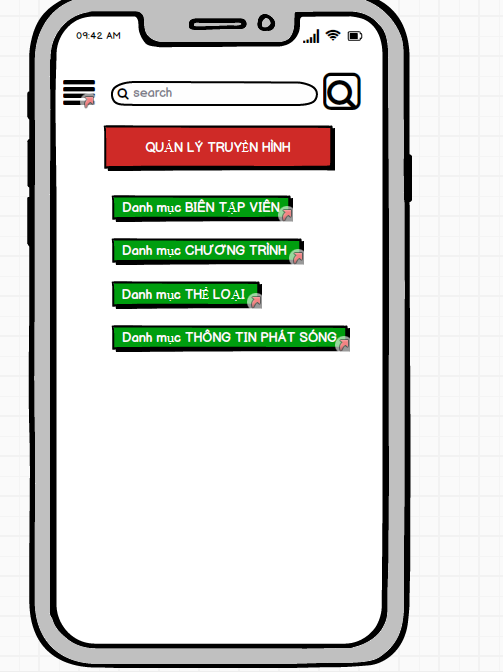 09:42 AM
search
QUẢN LÝ TRUYỀN HÌNH
Danh mục BIÊN TẬP VIÊN
Danh mục CHƯƠNG TRÌNH
Danh mục THỂ LOẠI
Danh mục THÔNG TIN PHÁT SÓNG